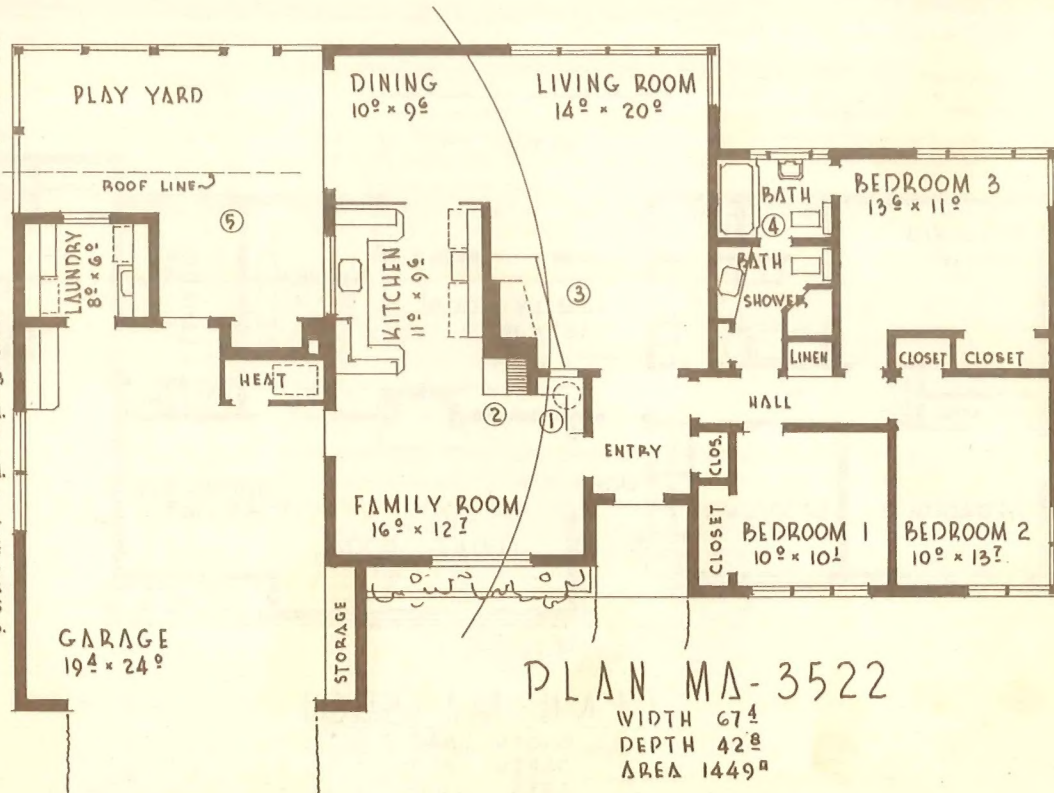 PLAY YARD
DINING
10⁰ x 9⁶
LIVING ROOM
14⁰ x 20⁰
ROOF LINE
⑤
LAUNDRY
8⁰ x 6⁰
KITCHEN
11⁰ x 9⁶
③
BATH
④
BATH
SHOWER
LINEN
BEDROOM 3
13⁶ x 11⁰
CLOSET
CLOSET
HEAT
②
①
HALL
ENTRY
CLOS.
CLOSET
FAMILY ROOM
16⁰ x 12⁷
BEDROOM 1
10⁰ x 10¹
BEDROOM 2
10⁰ x 13⁷
GARAGE
19⁴ x 24⁰
STORAGE
PLAN MA-3522
WIDTH 67⁴
DEPTH 42⁸
AREA 1449□